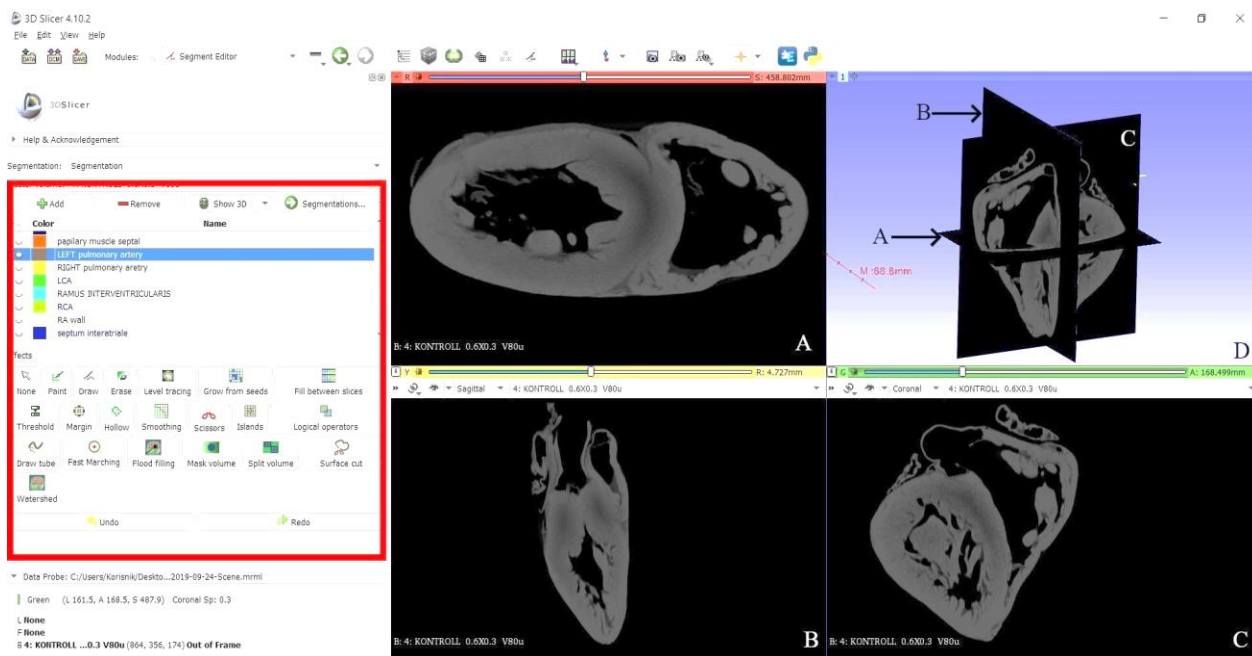 3D Slicer 4.10.2
File Edit View Help
DATA DCM SAVE Modules: Segment Editor
3DSlicer
Help & Acknowledgement
Segmentation: Segmentation
Add Remove Show 3D Segmentations...
Color Name
papilary muscle septal
LEFT pulmonary artery
RIGHT pulmonary aretry
LCA
RAMUS INTERVENTRICULARIS
RCA
RA wall
septum interatriale
fects
None Paint Draw Erase Level tracing Grow from seeds Fill between slices
Threshold Margin Hollow Smoothing Scissors Islands Logical operators
Draw tube Fast Marching Flood filling Mask volume Split volume Surface cut
Watershed
Undo Redo
Data Probe: C:/Users/Korisnik/Deskto...2019-09-24-Scene.mrml
Green (L 161.5, A 168.5, S 487.9) Coronal Sp: 0.3
L None
F None
B 4: KONTROLL ...0.3 V80u (864, 356, 174) Out of Frame
R S: 458.802mm
B: 4: KONTROLL 0.6X0.3 V80u
A
1
B
C
A
M :68.8mm
D
Y R: 4.727mm
Sagittal 4: KONTROLL 0.6X0.3 V80u
B: 4: KONTROLL 0.6X0.3 V80u
B
G A: 168.499mm
Coronal 4: KONTROLL 0.6X0.3 V80u
B: 4: KONTROLL 0.6X0.3 V80u
C